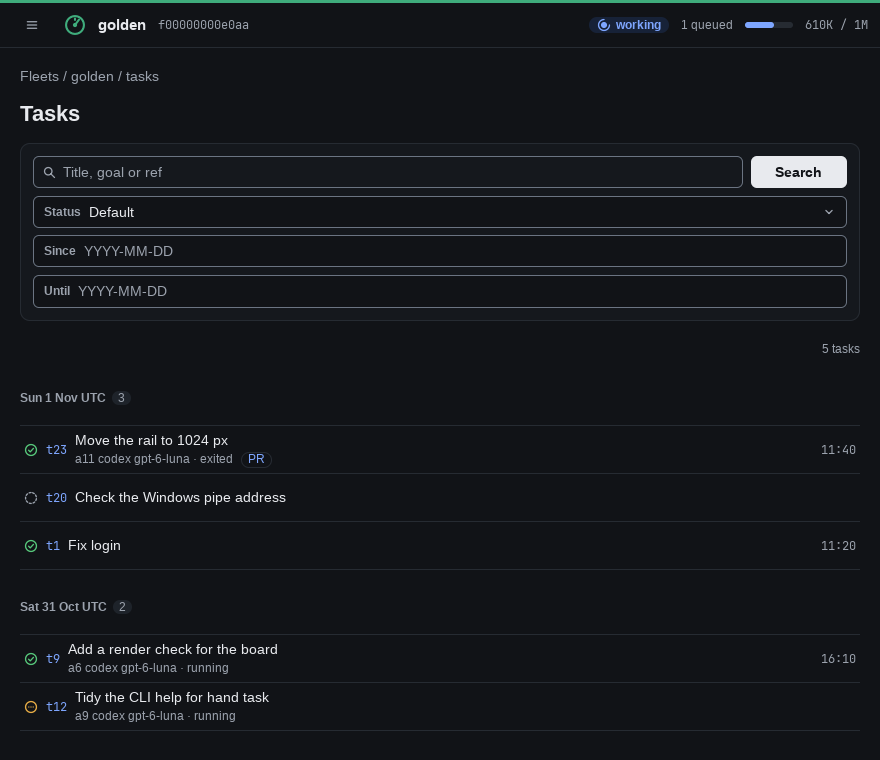 golden f00000000e0aa working 1 queued 610K / 1M
Fleets / golden / tasks
Tasks
Title, goal or ref Search
Status Default
Since YYYY-MM-DD
Until YYYY-MM-DD
5 tasks
Sun 1 Nov UTC 3
t23 Move the rail to 1024 px 11:40
a11 codex gpt-6-luna · exited PR
t20 Check the Windows pipe address
t1 Fix login 11:20
Sat 31 Oct UTC 2
t9 Add a render check for the board 16:10
a6 codex gpt-6-luna · running
t12 Tidy the CLI help for hand task
a9 codex gpt-6-luna · running